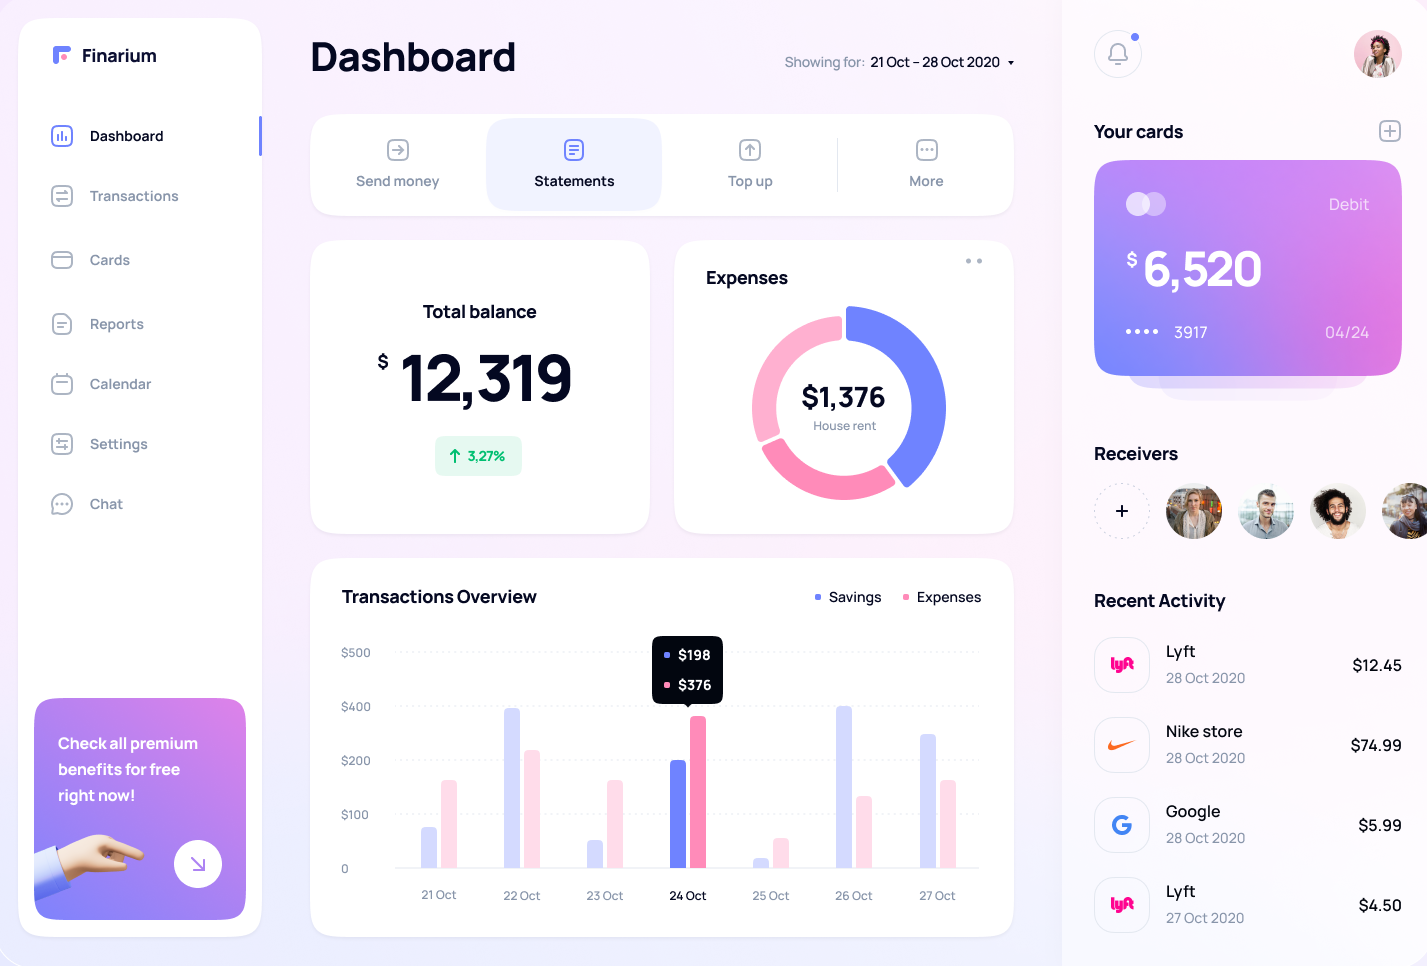 Finarium
Dashboard
Transactions
Cards
Reports
Calendar
Settings
Chat
Check all premium
benefits for free
right now!
Dashboard
Showing for: 21 Oct – 28 Oct 2020
Send money
Statements
Top up
More
Total balance
$ 12,319
3,27%
Expenses
$1,376
House rent
Transactions Overview
Savings
Expenses
$500
$400
$200
$100
0
$198
$376
21 Oct
22 Oct
23 Oct
24 Oct
25 Oct
26 Oct
27 Oct
Your cards
Debit
$ 6,520
•••• 3917
04/24
Receivers
+
Recent Activity
lyft
Lyft
28 Oct 2020
$12.45
Nike store
28 Oct 2020
$74.99
G
Google
28 Oct 2020
$5.99
lyft
Lyft
27 Oct 2020
$4.50